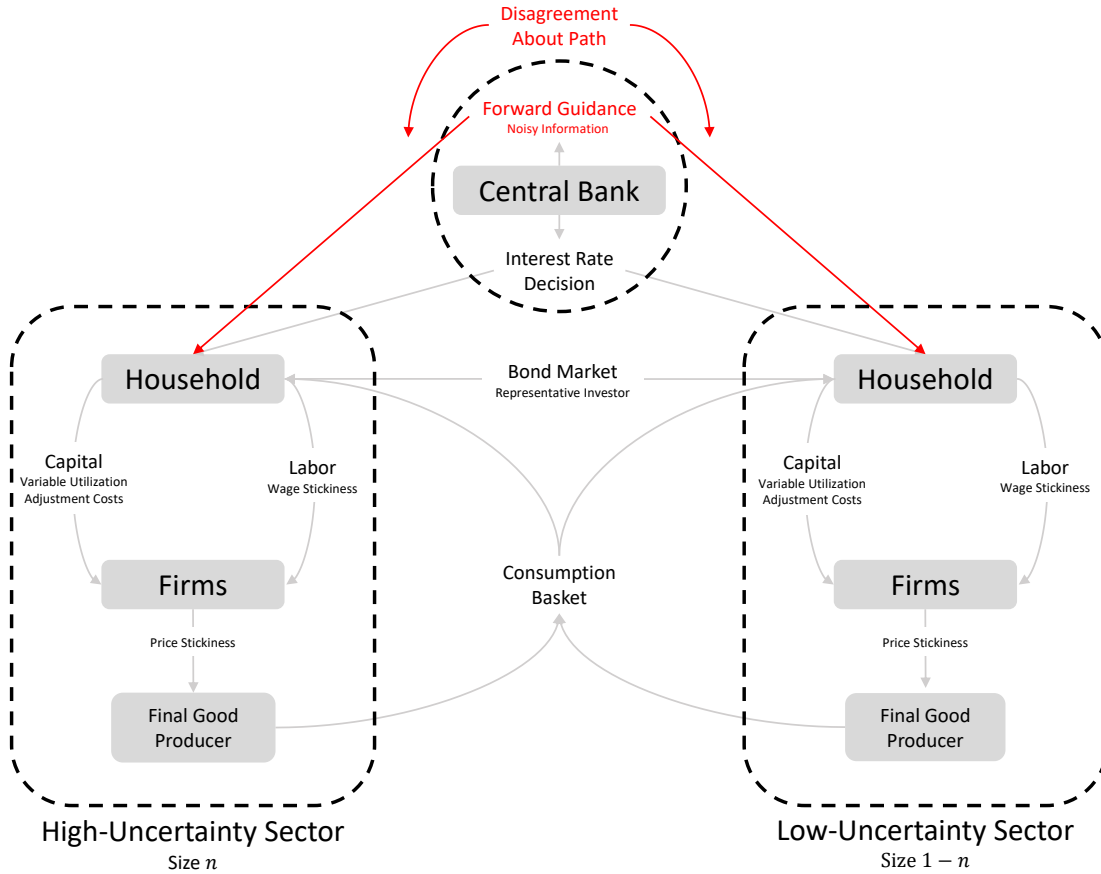 Disagreement
About Path
Forward Guidance
Noisy Information
Central Bank
Interest Rate
Decision
Household
Bond Market
Representative Investor
Household
Capital
Variable Utilization
Adjustment Costs
Labor
Wage Stickiness
Capital
Variable Utilization
Adjustment Costs
Labor
Wage Stickiness
Firms
Consumption
Basket
Firms
Price Stickiness
Price Stickiness
Final Good
Producer
Final Good
Producer
High-Uncertainty Sector
Size n
Low-Uncertainty Sector
Size 1 − n